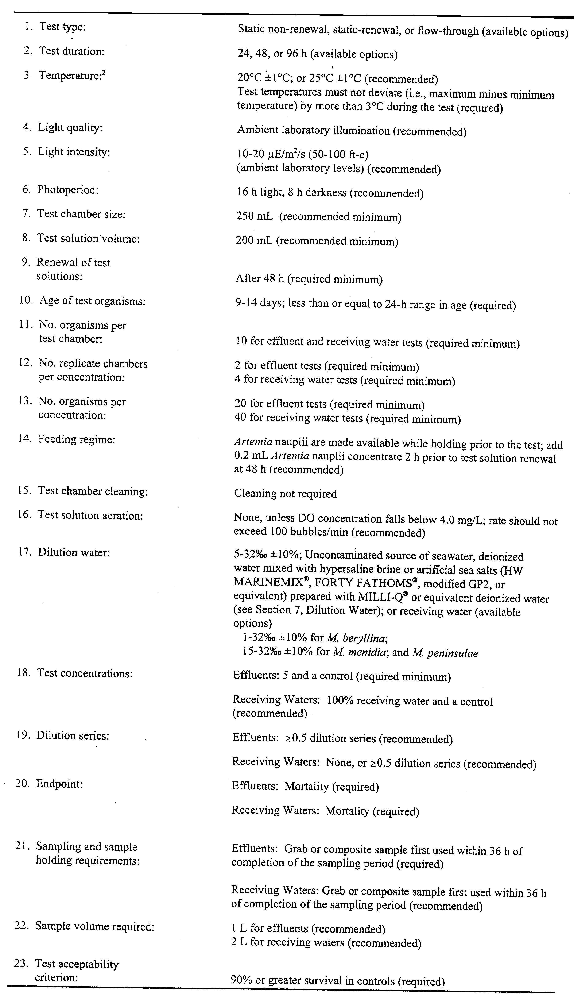 1. Test type: Static non-renewal, static-renewal, or flow-through (available options)
2. Test duration: 24, 48, or 96 h (available options)
3. Temperature:² 20°C ±1°C; or 25°C ±1°C (recommended)
Test temperatures must not deviate (i.e., maximum minus minimum
temperature) by more than 3°C during the test (required)
4. Light quality: Ambient laboratory illumination (recommended)
5. Light intensity: 10-20 µE/m²/s (50-100 ft-c)
(ambient laboratory levels) (recommended)
6. Photoperiod: 16 h light, 8 h darkness (recommended)
7. Test chamber size: 250 mL (recommended minimum)
8. Test solution volume: 200 mL (recommended minimum)
9. Renewal of test
solutions: After 48 h (required minimum)
10. Age of test organisms: 9-14 days; less than or equal to 24-h range in age (required)
11. No. organisms per
test chamber: 10 for effluent and receiving water tests (required minimum)
12. No. replicate chambers 2 for effluent tests (required minimum)
per concentration: 4 for receiving water tests (required minimum)
13. No. organisms per 20 for effluent tests (required minimum)
concentration: 40 for receiving water tests (required minimum)
14. Feeding regime: Artemia nauplii are made available while holding prior to the test; add
0.2 mL Artemia nauplii concentrate 2 h prior to test solution renewal
at 48 h (recommended)
15. Test chamber cleaning: Cleaning not required
16. Test solution aeration: None, unless DO concentration falls below 4.0 mg/L; rate should not
exceed 100 bubbles/min (recommended)
17. Dilution water: 5-32‰ ±10%; Uncontaminated source of seawater, deionized
water mixed with hypersaline brine or artificial sea salts (HW
MARINEMIX®, FORTY FATHOMS®, modified GP2, or
equivalent) prepared with MILLI-Q® or equivalent deionized water
(see Section 7, Dilution Water); or receiving water (available
options)
1-32‰ ±10% for M. beryllina;
15-32‰ ±10% for M. menidia; and M. peninsulae
18. Test concentrations: Effluents: 5 and a control (required minimum)
Receiving Waters: 100% receiving water and a control
(recommended)
19. Dilution series: Effluents: ≥0.5 dilution series (recommended)
Receiving Waters: None, or ≥0.5 dilution series (recommended)
20. Endpoint: Effluents: Mortality (required)
Receiving Waters: Mortality (required)
21. Sampling and sample Effluents: Grab or composite sample first used within 36 h of
holding requirements: completion of the sampling period (required)
Receiving Waters: Grab or composite sample first used within 36 h
of completion of the sampling period (recommended)
22. Sample volume required: 1 L for effluents (recommended)
2 L for receiving waters (recommended)
23. Test acceptability
criterion: 90% or greater survival in controls (required)